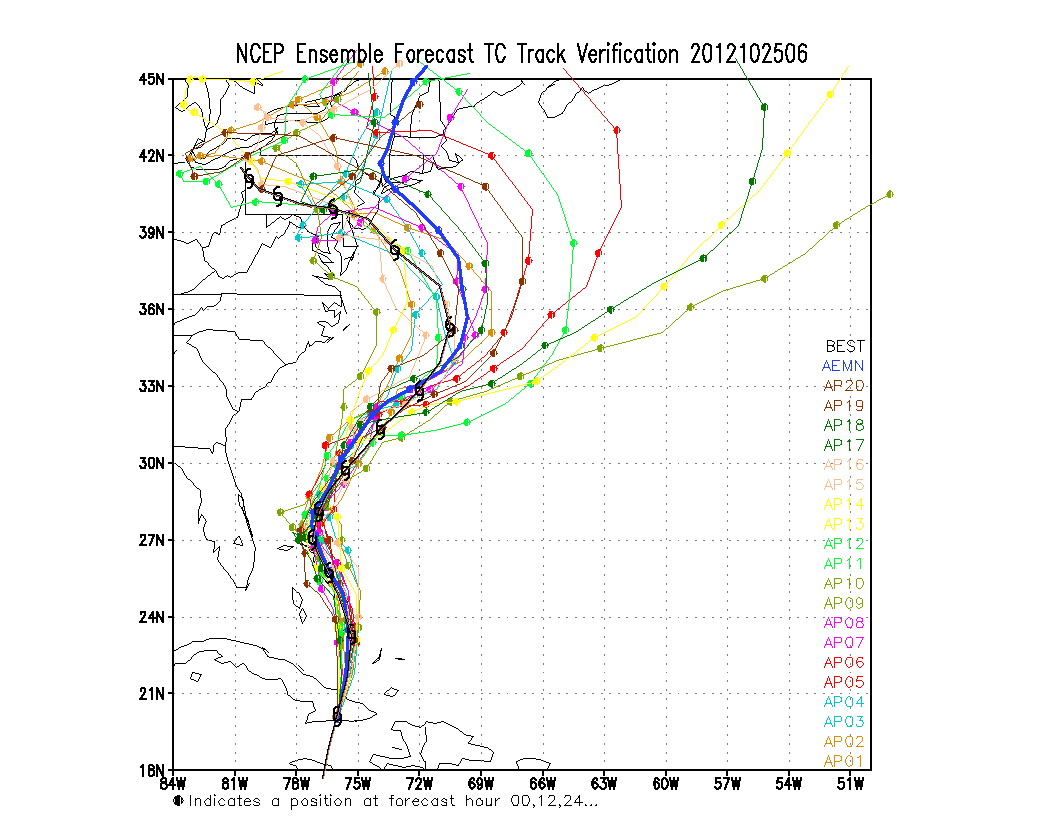 NCEP Ensemble Forecast TC Track Verification 2012102506
45N
42N
39N
36N
33N
30N
27N
24N
21N
18N
BEST
AEMN
AP20
AP19
AP18
AP17
AP16
AP15
AP14
AP13
AP12
AP11
AP10
AP09
AP08
AP07
AP06
AP05
AP04
AP03
AP02
AP01
84W 81W 78W 75W 72W 69W 66W 63W 60W 57W 54W 51W
Indicates a position at forecast hour 00,12,24...